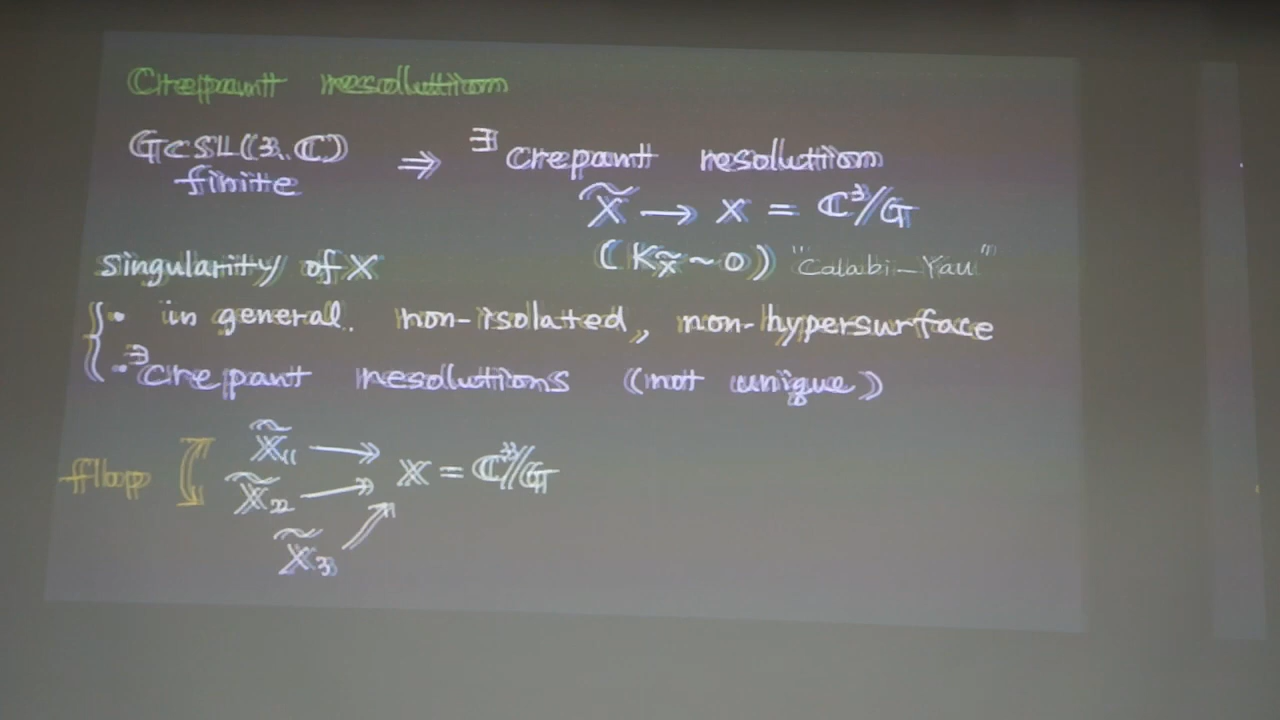 Crepant resolution
G⊂SL(3,ℂ) ⇒ ∃crepant resolution
finite
X̃ → X = ℂ³/G
singularity of X (K_X̃ ~ 0) "Calabi-Yau"
• in general. non-isolated, non-hypersurface
• ∃crepant resolutions (not unique)
X̃₁ →
flop X̃₂ → X = ℂ³/G
X̃₃